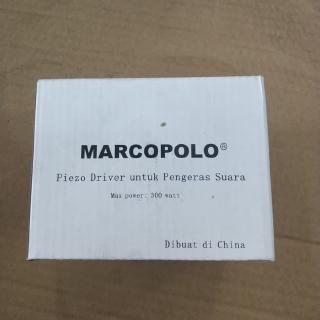 MARCOPOLO®
Piezo Driver untuk Pengeras Suara
Max power: 300 watt
Dibuat di China